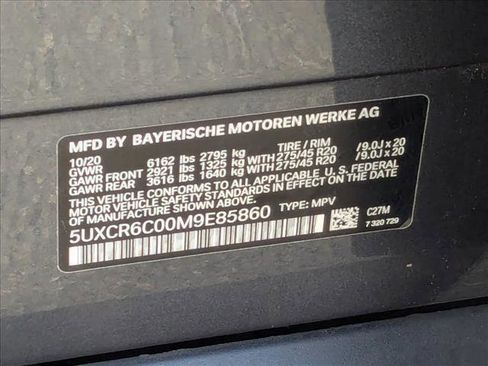 MFD BY BAYERISCHE MOTOREN WERKE AG
10/20 TIRE / RIM
GVWR 6162 lbs 2795 kg
GAWR FRONT 2921 lbs 1325 kg WITH 275/45 R20 /9.0J x 20
GAWR REAR 3616 lbs 1640 kg WITH 275/45 R20 /9.0J x 20
THIS VEHICLE CONFORMS TO ALL APPLICABLE U.S. FEDERAL
MOTOR VEHICLE SAFETY STANDARDS IN EFFECT ON THE DATE OF
MANUFACTURE SHOWN ABOVE.
5UXCR6C00M9E85860 TYPE: MPV C27M
7 320 729